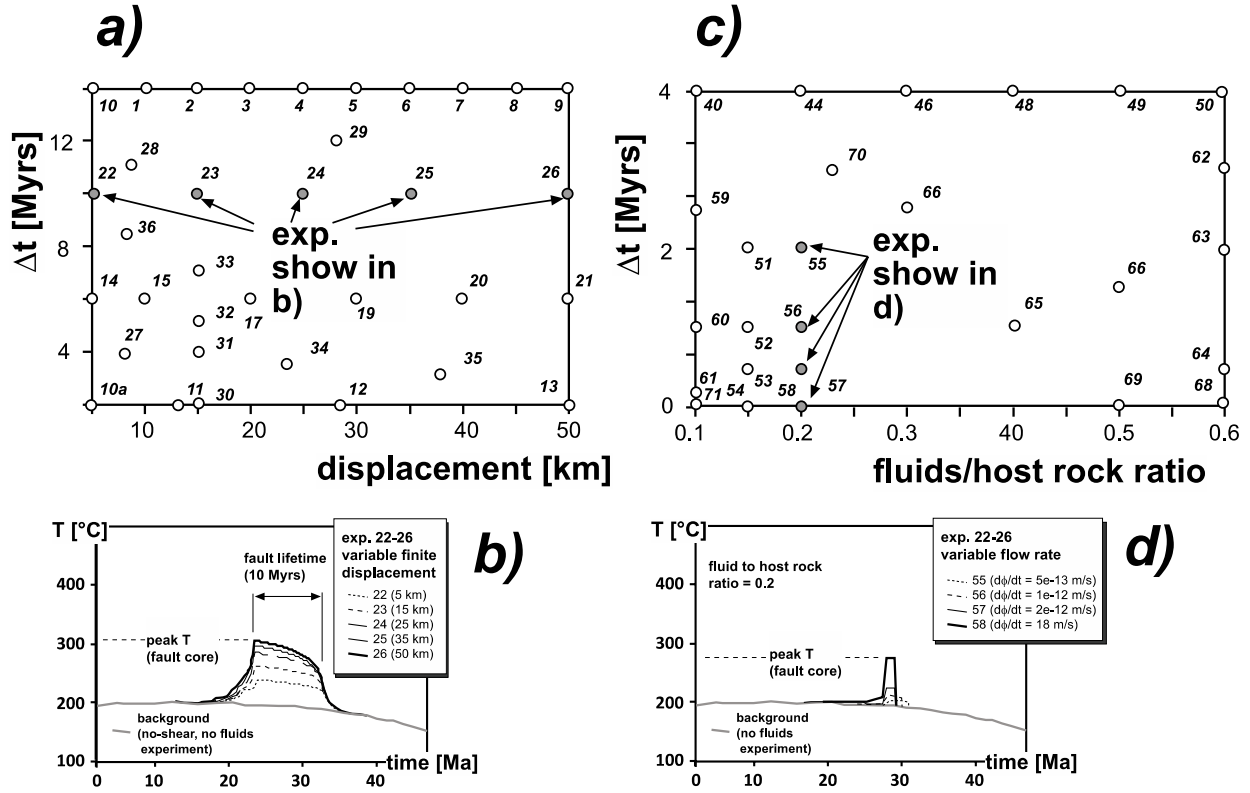 a)
10 1 2 3 4 5 6 7 8 9
12
28
29
22 23 24 25 26
Δt [Myrs]
8
36
33
exp.
show in
b)
14 15 17 19 20 21
32
27 31 34 35
4
10a 11 30 12 13
10 20 30 40 50
displacement [km]
c)
4
40 44 46 48 49 50
70
62
59 66
Δt [Myrs]
2
51 55
exp.
show in
d)
63
66
60 52 56 65
64
61 53
71 54 58 57 69 68
0
0.1 0.2 0.3 0.4 0.5 0.6
fluids/host rock ratio
b)
T [°C]
400
300
200
100
fault lifetime
(10 Myrs)
exp. 22-26
variable finite
displacement
22 (5 km)
23 (15 km)
24 (25 km)
25 (35 km)
26 (50 km)
peak T
(fault core)
background
(no-shear, no fluids
experiment)
time [Ma]
0 10 20 30 40
d)
T [°C]
400
300
200
100
fluid to host rock
ratio = 0.2
exp. 22-26
variable flow rate
55 (dϕ/dt = 5e-13 m/s)
56 (dϕ/dt = 1e-12 m/s)
57 (dϕ/dt = 2e-12 m/s)
58 (dϕ/dt = 18 m/s)
peak T
(fault core)
background
(no fluids
experiment)
time [Ma]
0 10 20 30 40